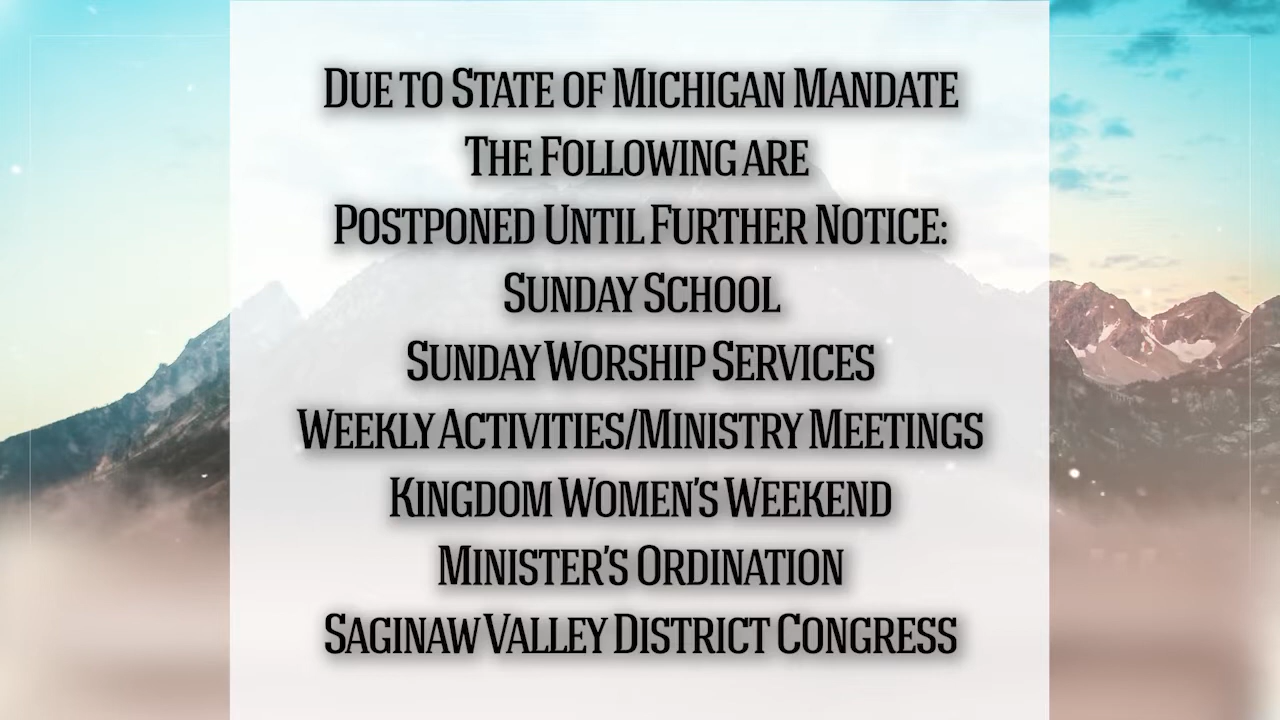 Due to State of Michigan Mandate
The Following are
Postponed Until Further Notice:
Sunday School
Sunday Worship Services
Weekly Activities/Ministry Meetings
Kingdom Women's Weekend
Minister's Ordination
Saginaw Valley District Congress